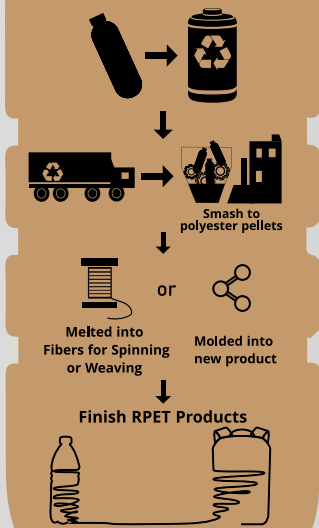 Smash to
polyester pellets
or
Melted into
Fibers for Spinning
or Weaving
Molded into
new product
Finish RPET Products